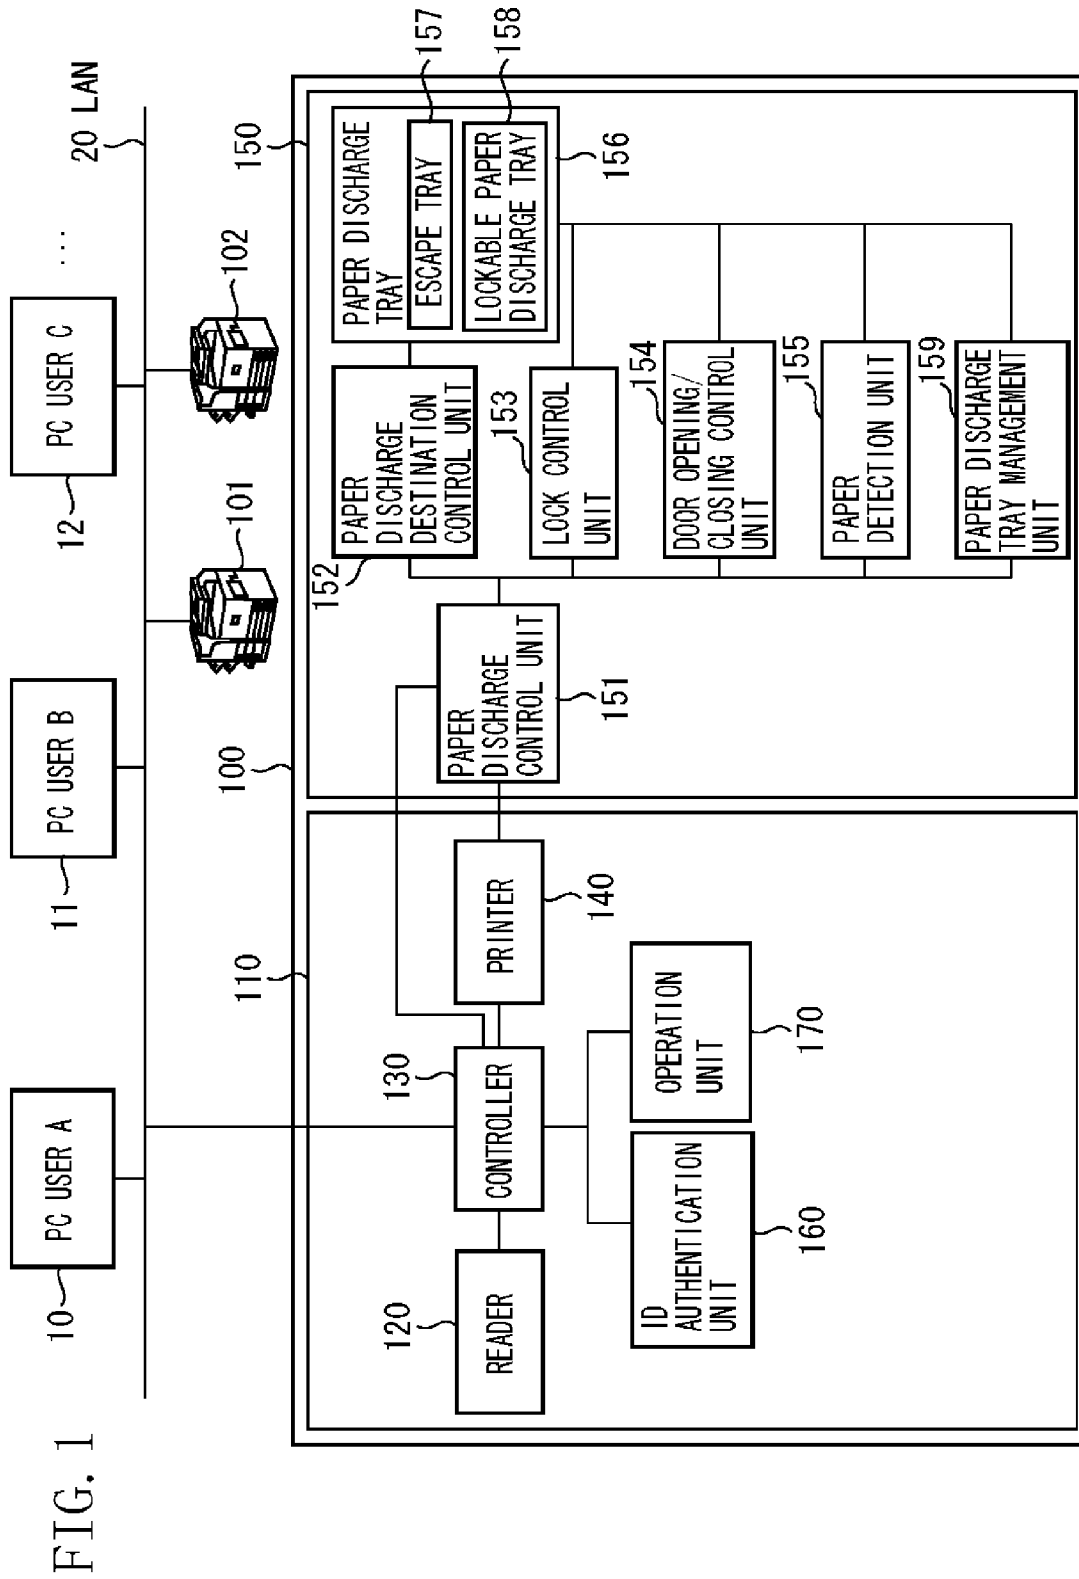 FIG. 1
10
PC USER A
11
PC USER B
12
PC USER C
...
20 LAN
101
102
100
110
120
READER
130
CONTROLLER
PRINTER
140
ID
AUTHENTICATION
UNIT
160
OPERATION
UNIT
170
150
PAPER
DISCHARGE
CONTROL UNIT
151
152
PAPER
DISCHARGE
DESTINATION
CONTROL UNIT
153
LOCK CONTROL
UNIT
154
DOOR OPENING/
CLOSING CONTROL
UNIT
155
PAPER
DETECTION UNIT
159
PAPER DISCHARGE
TRAY MANAGEMENT
UNIT
PAPER DISCHARGE
TRAY
ESCAPE TRAY
157
LOCKABLE PAPER
DISCHARGE TRAY
158
156